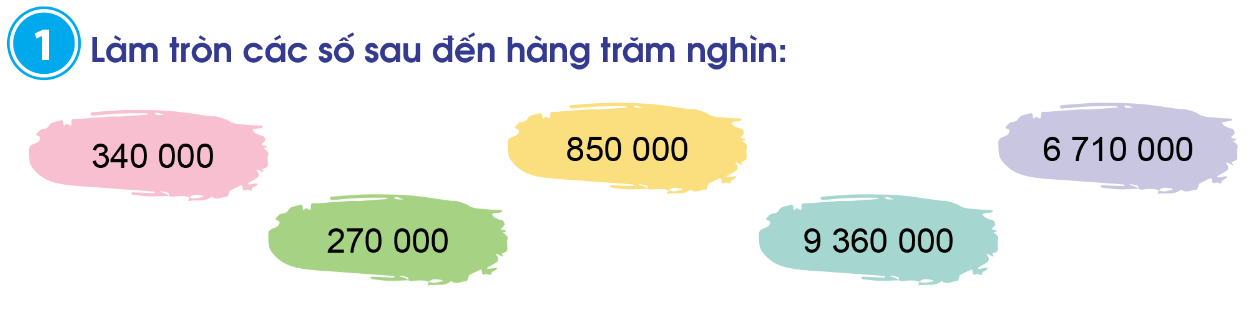 1 Làm tròn các số sau đến hàng trăm nghìn:
340 000
850 000
6 710 000
270 000
9 360 000